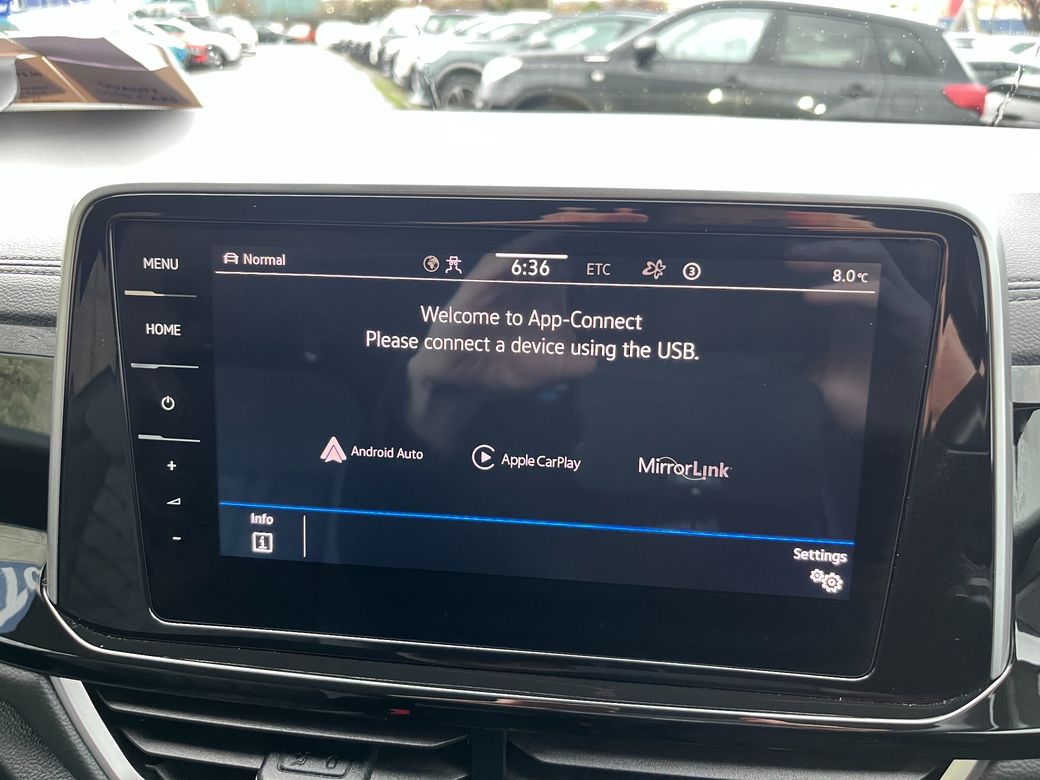 MENU
HOME
Normal
6:36
ETC
3
8.0°C
Welcome to App-Connect
Please connect a device using the USB.
Android Auto
Apple CarPlay
MirrorLink
Info
Settings